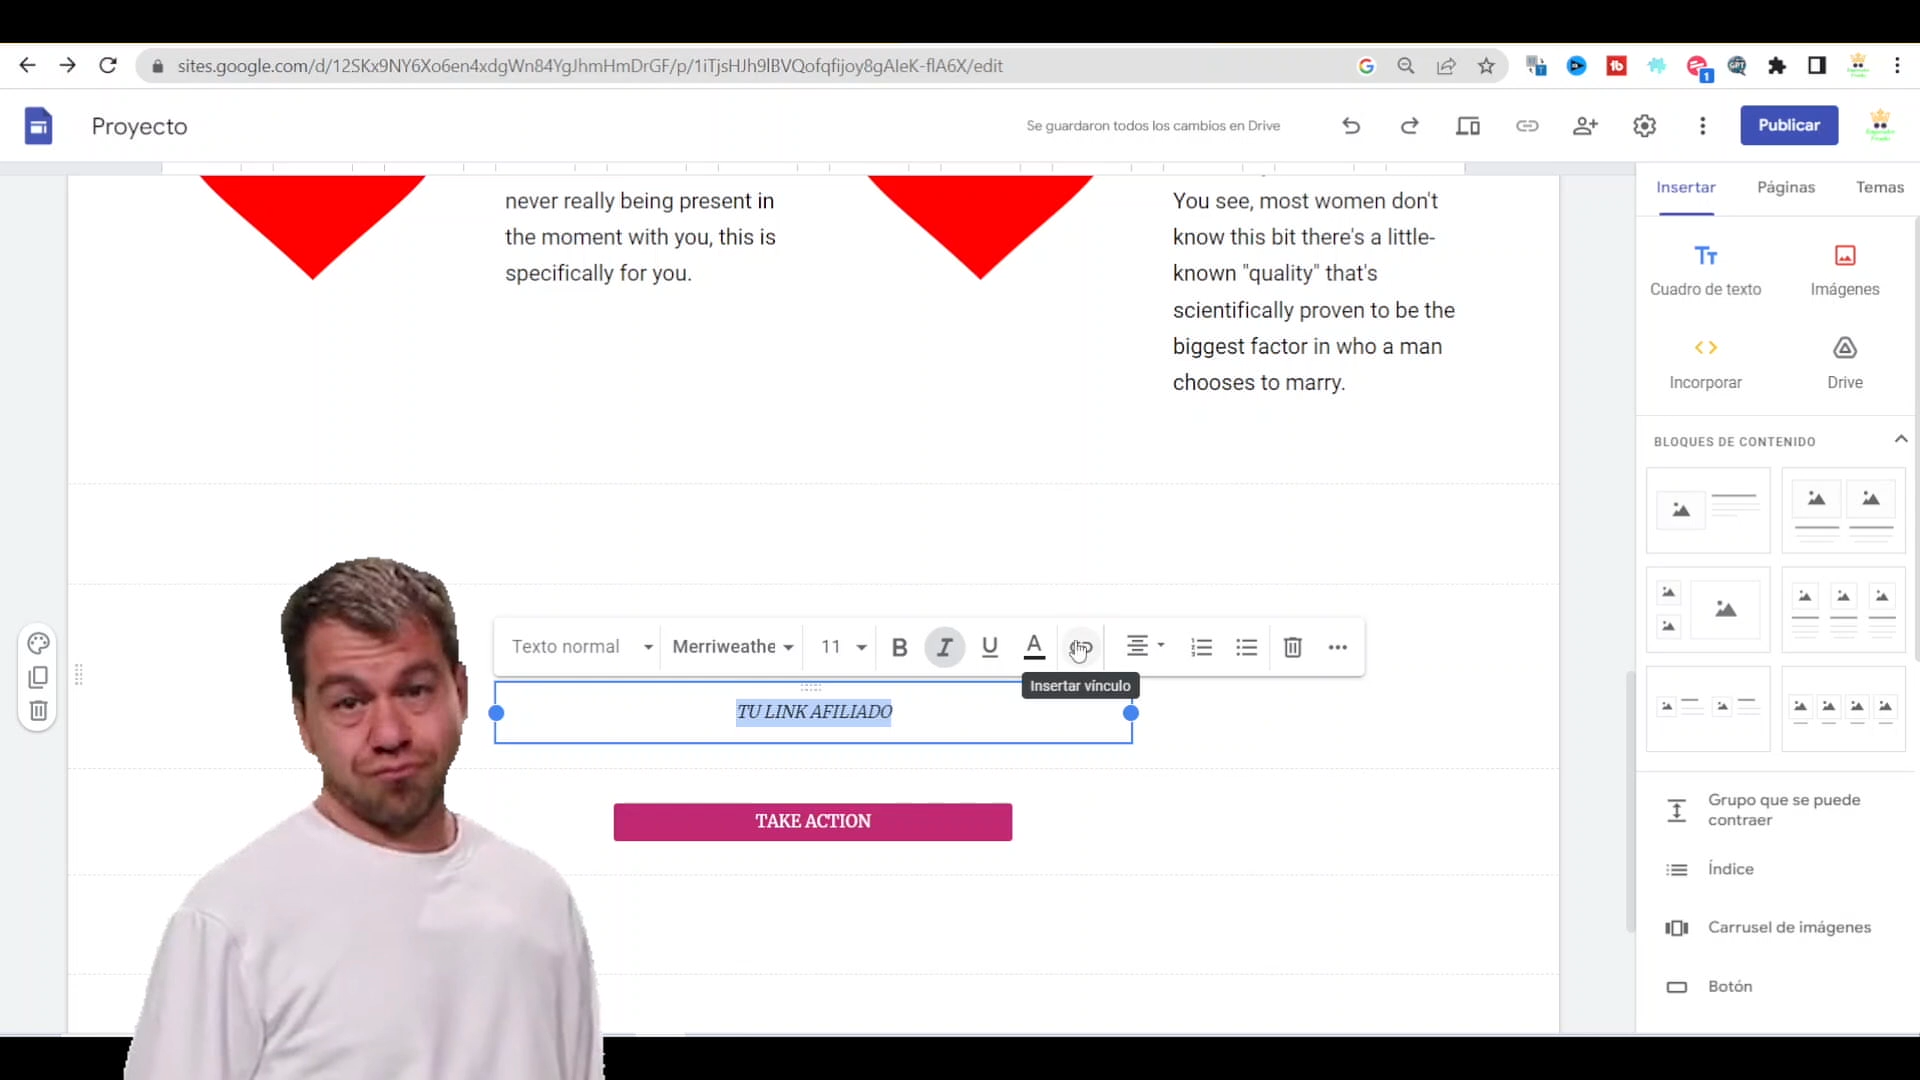 sites.google.com/d/12SKx9NY6Xo6en4xdgWn84YgJhmHmDrGF/p/1iTjsHJh9lBVQofqfijoy8gAIeK-flA6X/edit
1
Proyecto
Se guardaron todos los cambios en Drive
Publicar
Insertar
Páginas
Temas
never really being present in
the moment with you, this is
specifically for you.
You see, most women don't
know this bit there's a little-
known "quality" that's
scientifically proven to be the
biggest factor in who a man
chooses to marry.
Tт
Cuadro de texto
Imágenes
Incorporar
Drive
BLOQUES DE CONTENIDO
Texto normal
Merriweathe
11
B
I
U
A
Insertar vínculo
TU LINK AFILIADO
TAKE ACTION
Grupo que se puede
contraer
Índice
Carrusel de imágenes
Botón